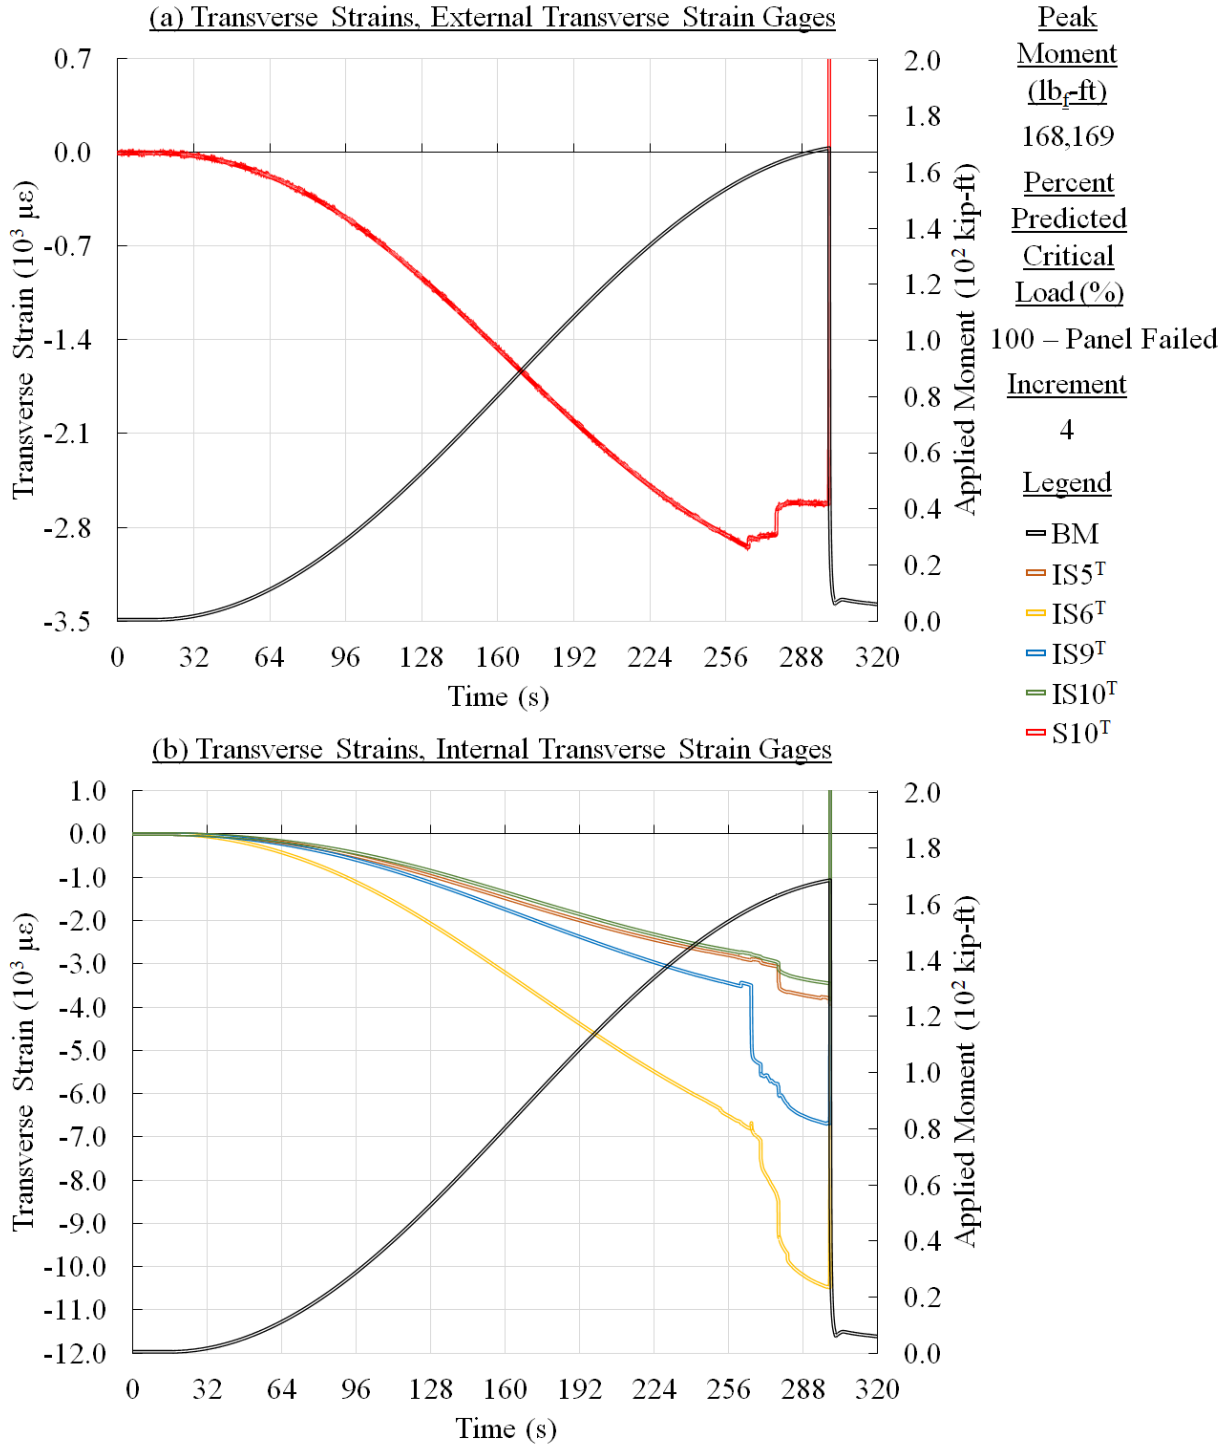 (a) Transverse Strains, External Transverse Strain Gages
0.7
0.0
-0.7
-1.4
-2.1
-2.8
-3.5
Transverse Strain (10³ µε)
2.0
1.8
1.6
1.4
1.2
1.0
0.8
0.6
0.4
0.2
0.0
Applied Moment (10² kip-ft)
0 32 64 96 128 160 192 224 256 288 320
Time (s)
Peak
Moment
(lbf-ft)
168,169
Percent
Predicted
Critical
Load (%)
100 – Panel Failed
Increment
4
Legend
BM
IS5ᵀ
IS6ᵀ
IS9ᵀ
IS10ᵀ
S10ᵀ
(b) Transverse Strains, Internal Transverse Strain Gages
1.0
0.0
-1.0
-2.0
-3.0
-4.0
-5.0
-6.0
-7.0
-8.0
-9.0
-10.0
-11.0
-12.0
Transverse Strain (10³ µε)
2.0
1.8
1.6
1.4
1.2
1.0
0.8
0.6
0.4
0.2
0.0
Applied Moment (10² kip-ft)
0 32 64 96 128 160 192 224 256 288 320
Time (s)